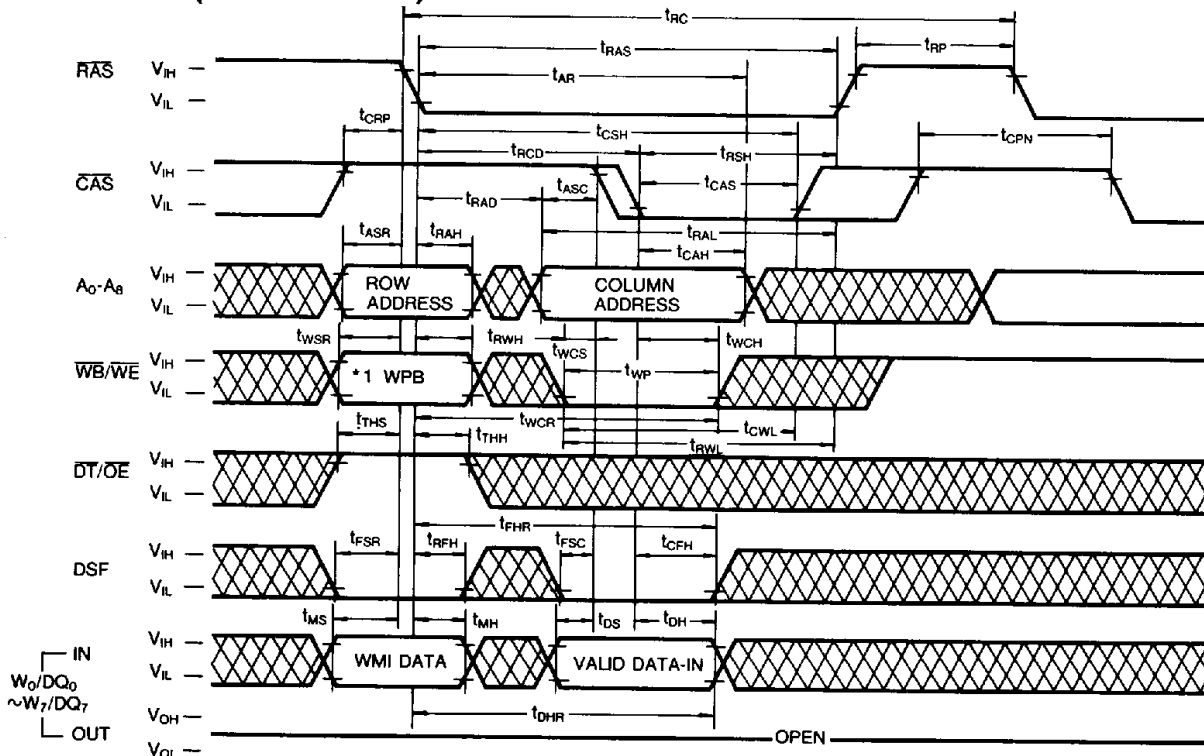 tRC
tRAS
tRP
tAR
RAS
VIH
VIL
tCRP
tCSH
tCPN
tRCD
tRSH
CAS
VIH
VIL
tASC
tCAS
tRAD
tRAL
tASR
tRAH
tCAH
A0-A8
VIH
VIL
ROW ADDRESS
COLUMN ADDRESS
tWSR
tRWH
tWCS
tWCH
WB/WE
VIH
VIL
*1 WPB
tWP
tWCR
tCWL
tTHS
tTHH
tRWL
DT/OE
VIH
VIL
tFHR
tFSR
tRFH
tFSC
tCFH
DSF
VIH
VIL
tMS
tMH
tDS
tDH
IN
VIH
VIL
WMI DATA
VALID DATA-IN
W0/DQ0
~W7/DQ7
tDHR
OUT
VOH
OPEN
VOL